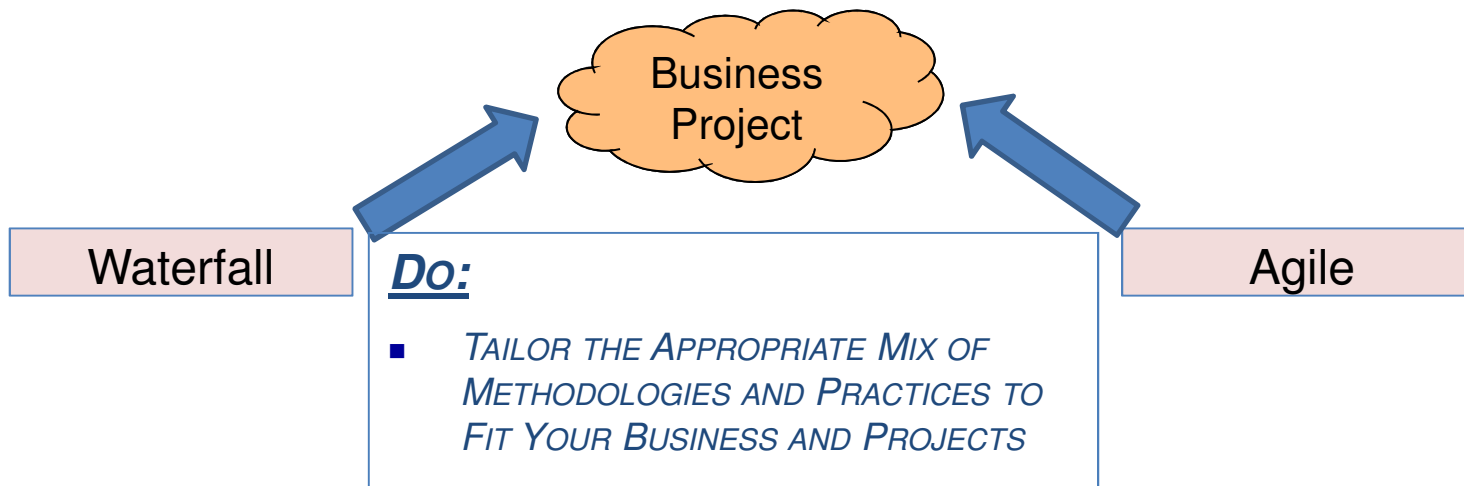 Business
Project
Waterfall
Agile
Do:
■ TAILOR THE APPROPRIATE MIX OF
METHODOLOGIES AND PRACTICES TO
FIT YOUR BUSINESS AND PROJECTS